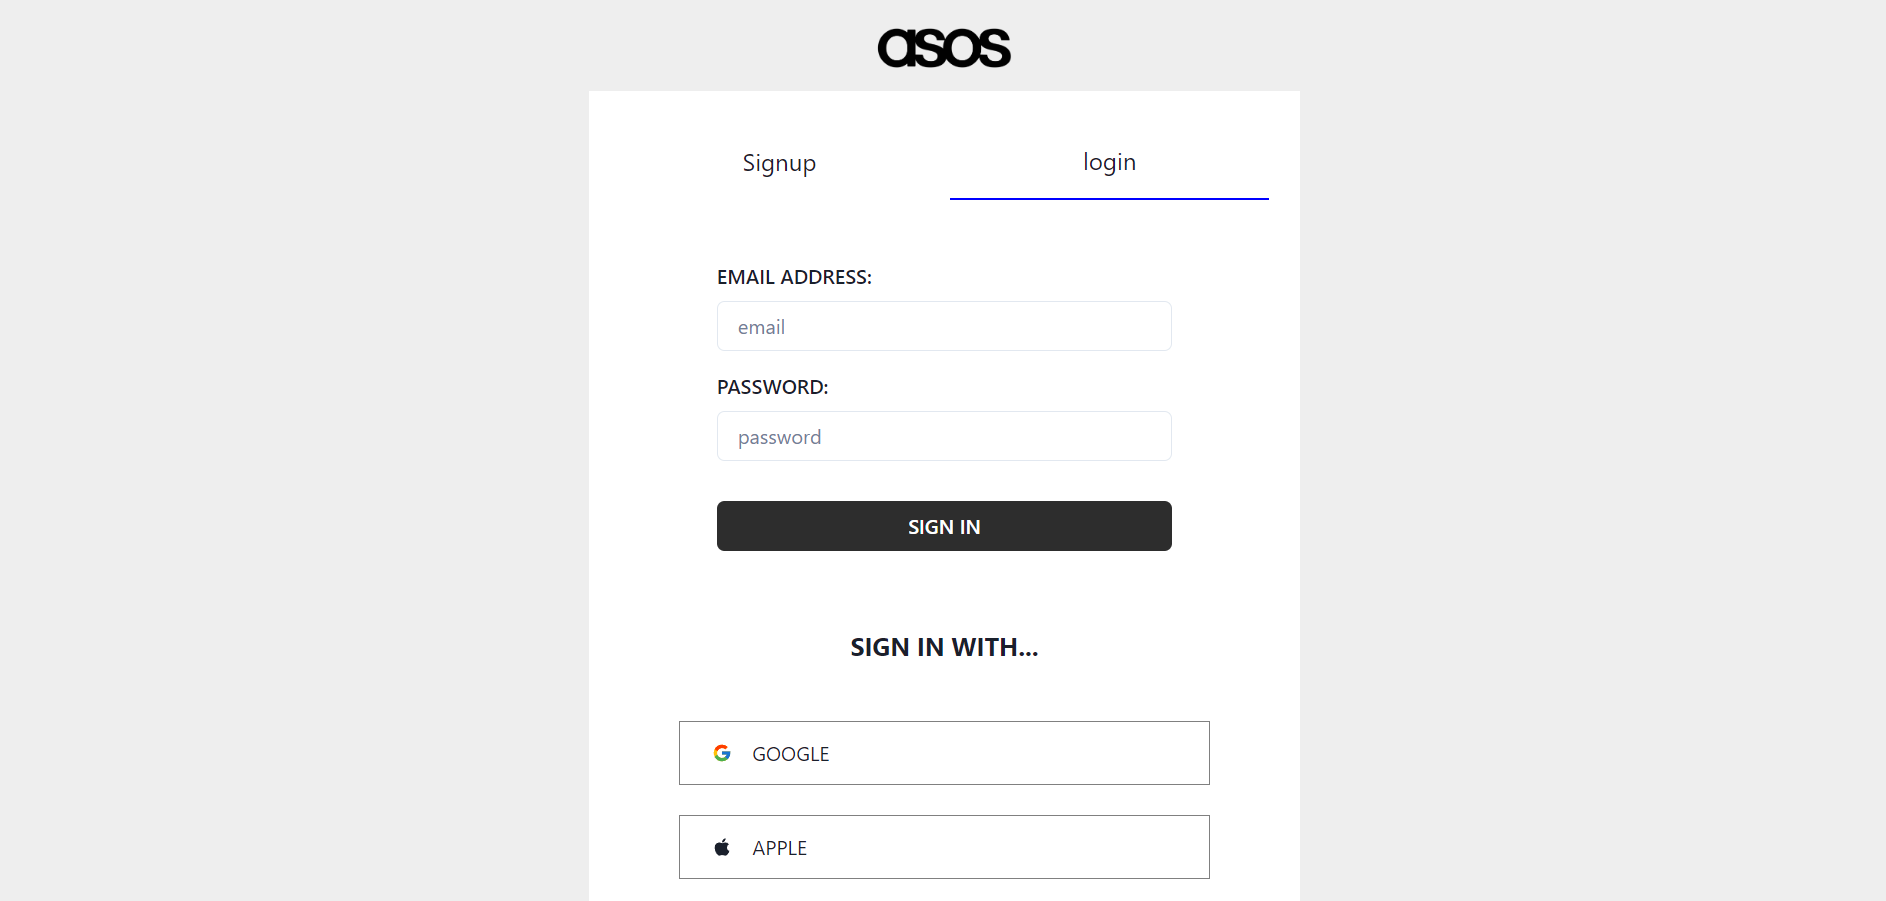 asos
Signup
login
EMAIL ADDRESS:
email
PASSWORD:
password
SIGN IN
SIGN IN WITH...
GOOGLE
APPLE